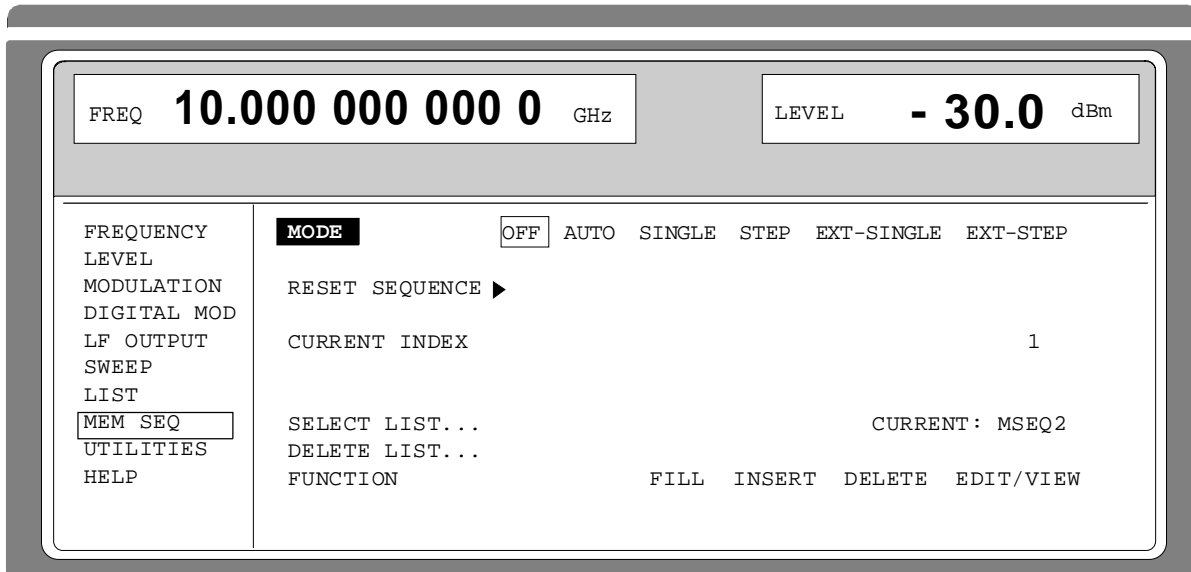 FREQ 10.000 000 000 0 GHz
LEVEL - 30.0 dBm
FREQUENCY
LEVEL
MODULATION
DIGITAL MOD
LF OUTPUT
SWEEP
LIST
MEM SEQ
UTILITIES
HELP
MODE OFF AUTO SINGLE STEP EXT-SINGLE EXT-STEP
RESET SEQUENCE
CURRENT INDEX 1
SELECT LIST... CURRENT: MSEQ2
DELETE LIST...
FUNCTION FILL INSERT DELETE EDIT/VIEW